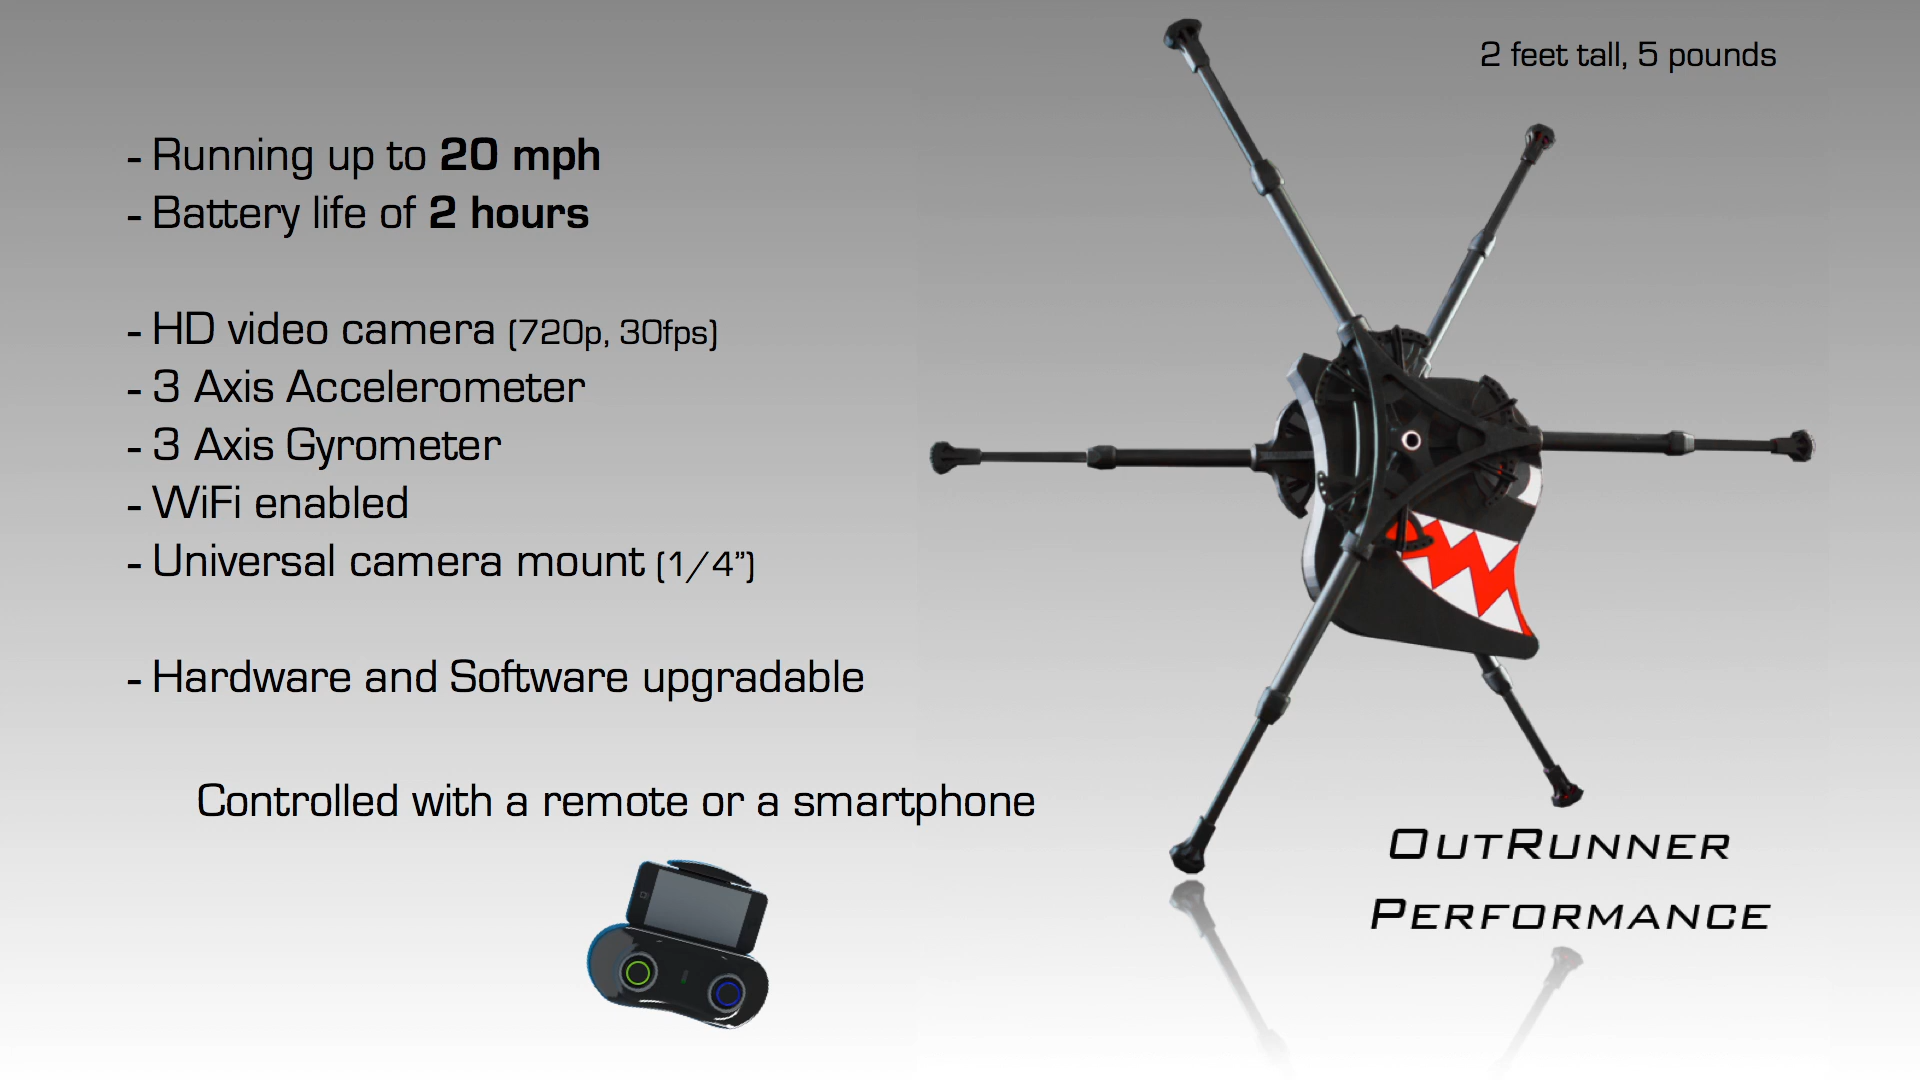 2 feet tall, 5 pounds
- Running up to 20 mph
- Battery life of 2 hours
- HD video camera (720p, 30fps)
- 3 Axis Accelerometer
- 3 Axis Gyrometer
- WiFi enabled
- Universal camera mount (1/4”)
- Hardware and Software upgradable
Controlled with a remote or a smartphone
OutRunner
Performance